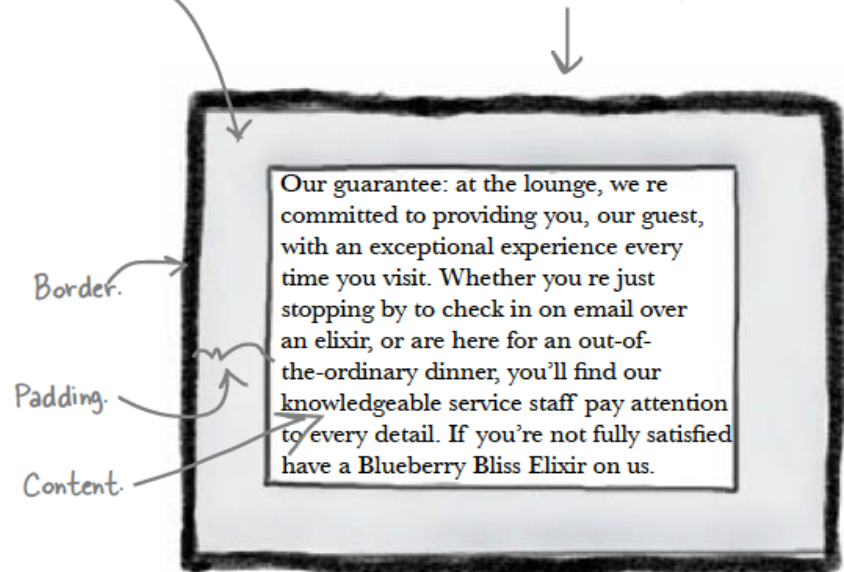 Our guarantee: at the lounge, we re
committed to providing you, our guest,
with an exceptional experience every
time you visit. Whether you re just
stopping by to check in on email over
an elixir, or are here for an out-of-
the-ordinary dinner, you’ll find our
knowledgeable service staff pay attention
to every detail. If you’re not fully satisfied
have a Blueberry Bliss Elixir on us.
Border.
Padding.
Content.